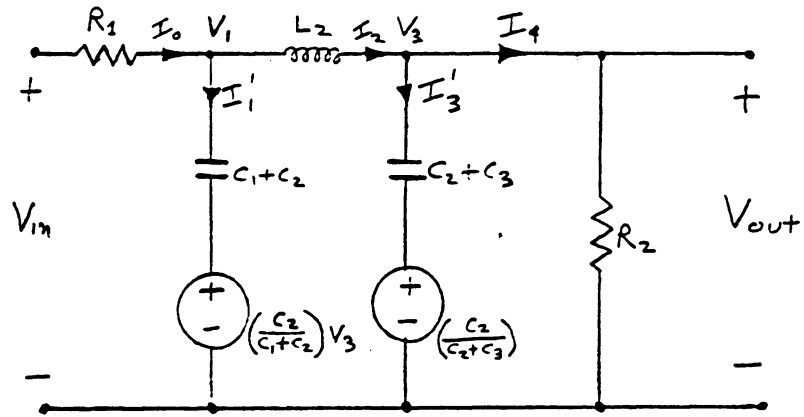 R₁ I₀ V₁ L₂ I₂ V₃ I₄
+ I₁' I₃' +
C₁+C₂ C₂+C₃
Vin Vout
R₂
+ +
− (C₂/(C₁+C₂)) V₃ − (C₂/(C₂+C₃))
− −